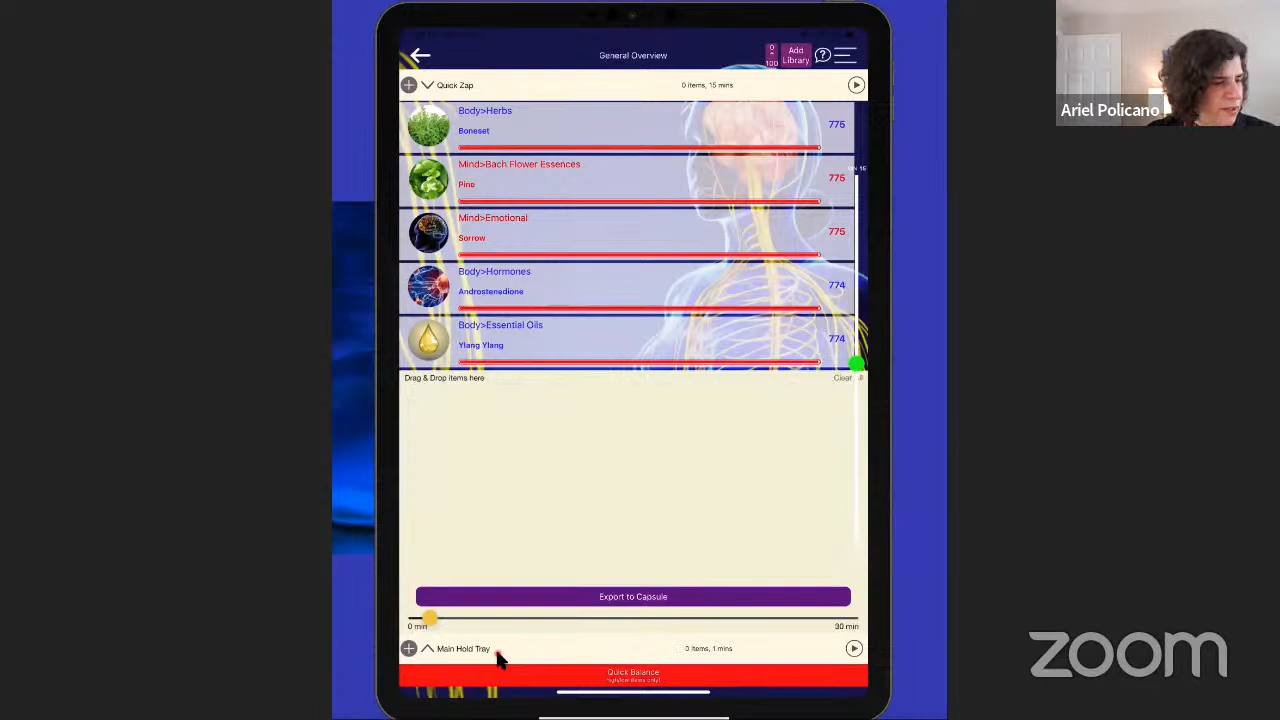 General Overview
0
-
100
Add
Library
Quick Zap
0 items, 15 mins
Body>Herbs
Boneset
775
Mind>Bach Flower Essences
Pine
775
Mind>Emotional
Sorrow
775
Body>Hormones
Androstenedione
774
Body>Essential Oils
Ylang Ylang
774
Drag & Drop items here
Clear
Export to Capsule
0 min
30 min
Main Hold Tray
0 items, 1 mins
Quick Balance
Ariel Policano
zoom